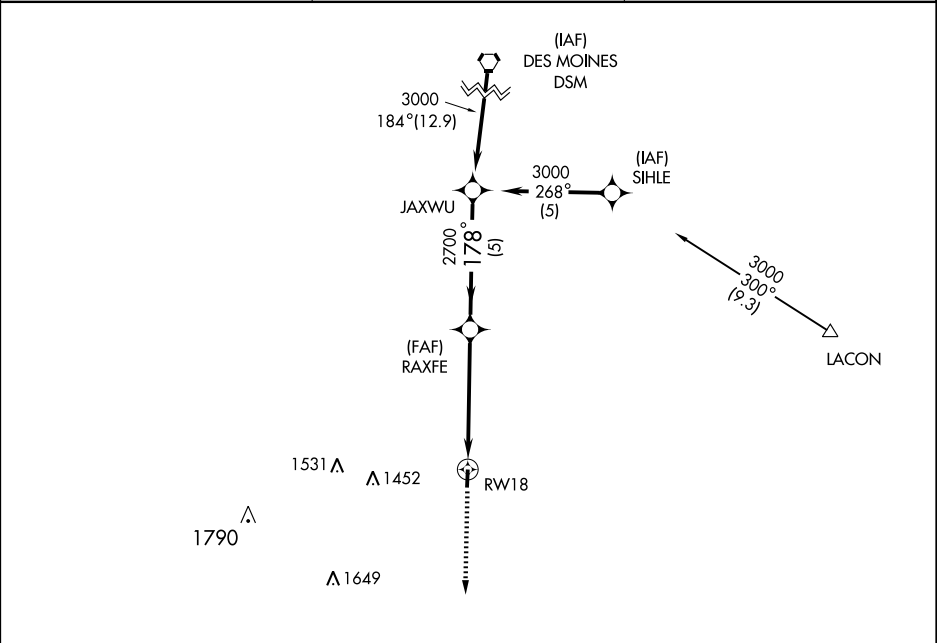 (IAF)
DES MOINES
DSM
3000
184°(12.9)
(IAF)
SIHLE
3000
268°
(5)
JAXWU
2700
178°
(5)
3000
300°
(9.3)
LACON
(FAF)
RAXFE
1531
1452
RW18
1790
1649